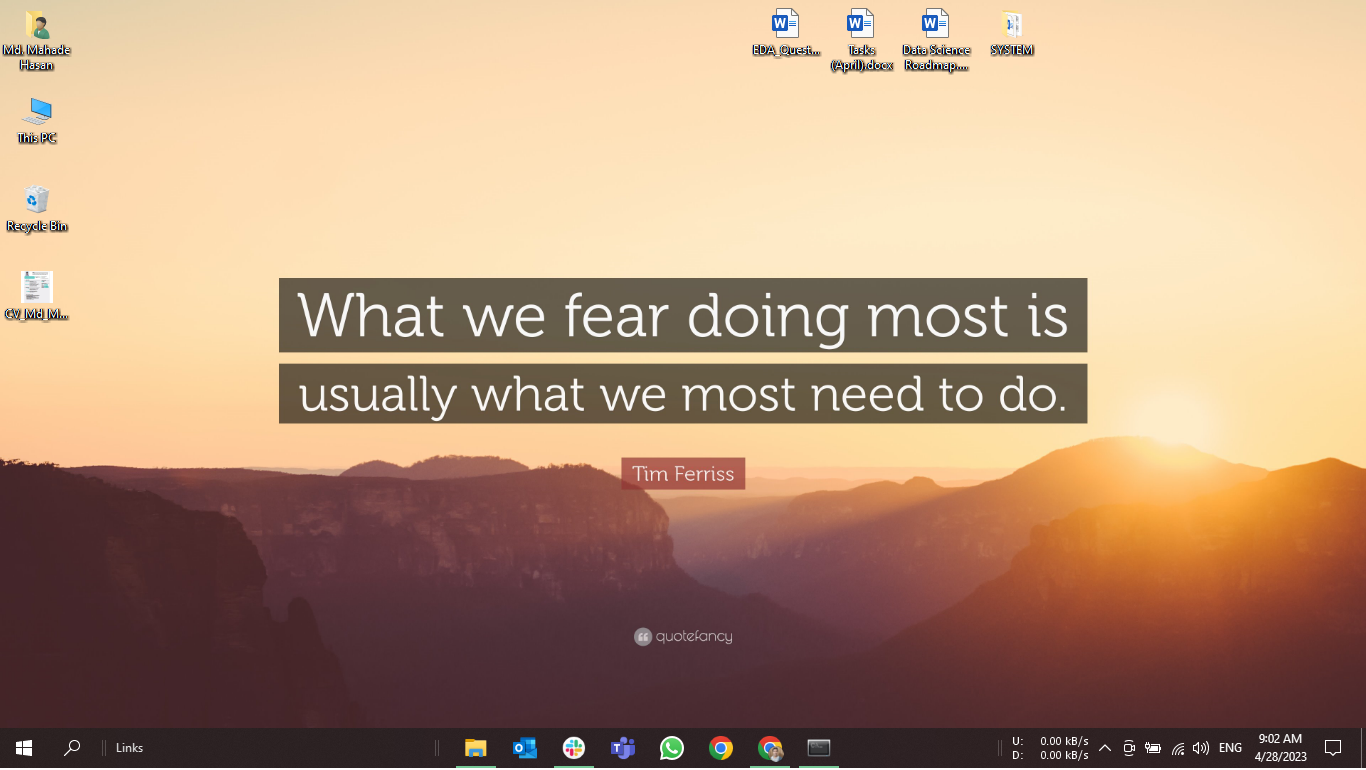 Md. Mahade
Hasan
This PC
Recycle Bin
CV_Md_M...
EDA_Quest...
Tasks
(April).docx
Data Science
Roadmap....
SYSTEM
What we fear doing most is
usually what we most need to do.
Tim Ferriss
quotefancy
Links
U: 0.00 kB/s
D: 0.00 kB/s
ENG
9:02 AM
4/28/2023